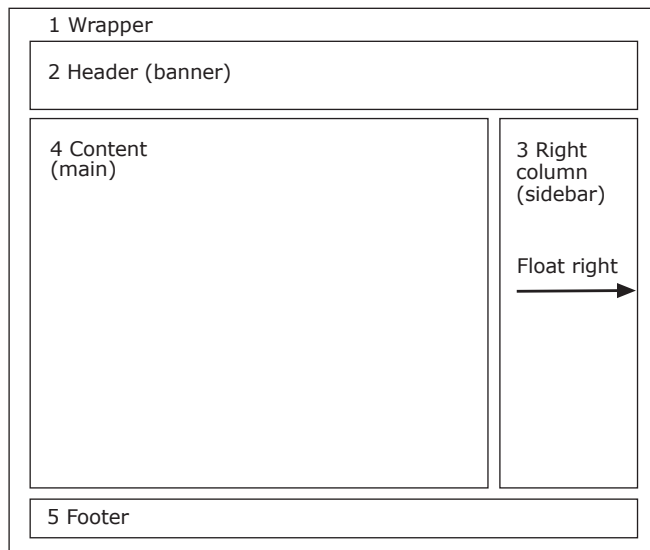 1 Wrapper
2 Header (banner)
4 Content
(main)
3 Right
column
(sidebar)
Float right
5 Footer